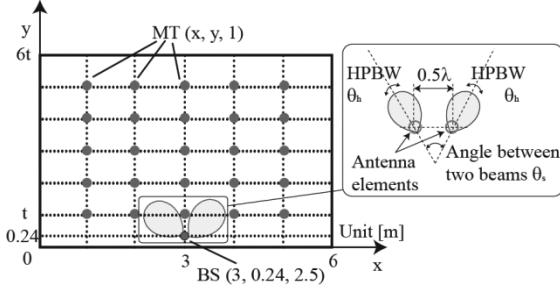 y
MT (x, y, 1)
6t
HPBW
0.5λ
HPBW
θh
θh
Antenna
elements
Angle between
two beams θs
t
0.24
Unit [m]
0
3
6
x
BS (3, 0.24, 2.5)